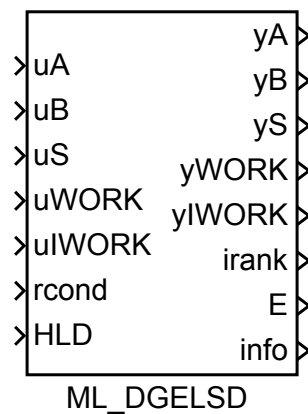 yA
uA
yB
uB
yS
uS
yWORK
uWORK
yIWORK
uIWORK
irank
rcond
E
HLD
info
ML_DGELSD